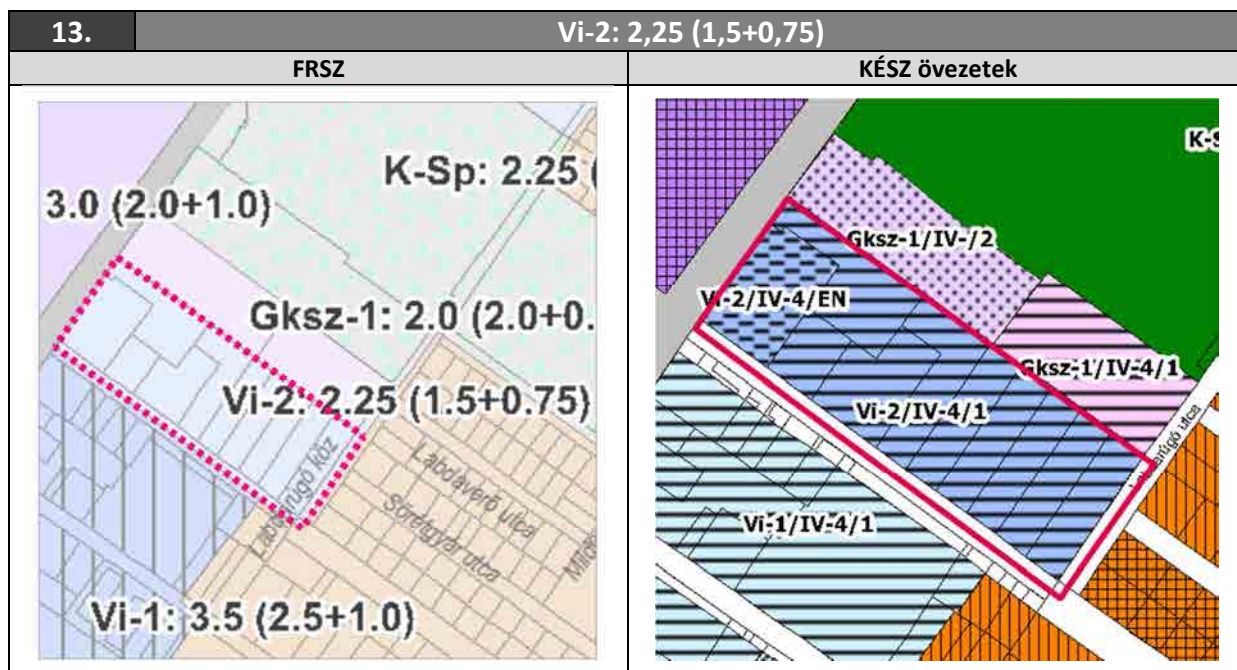 13.
Vi-2: 2,25 (1,5+0,75)
FRSZ
KÉSZ övezetek
K-Sp: 2.25 (
3.0 (2.0+1.0)
Gksz-1: 2.0 (2.0+0.
Vi-2: 2.25 (1.5+0.75)
Labdarúgó köz
Labdaverő utca
Sörétgyár utca
Vi-1: 3.5 (2.5+1.0)
K-S
Gksz-1/IV-/2
Vi-2/IV-4/EN
Gksz-1/IV-4/1
Vi-2/IV-4/1
utca
Vi-1/IV-4/1